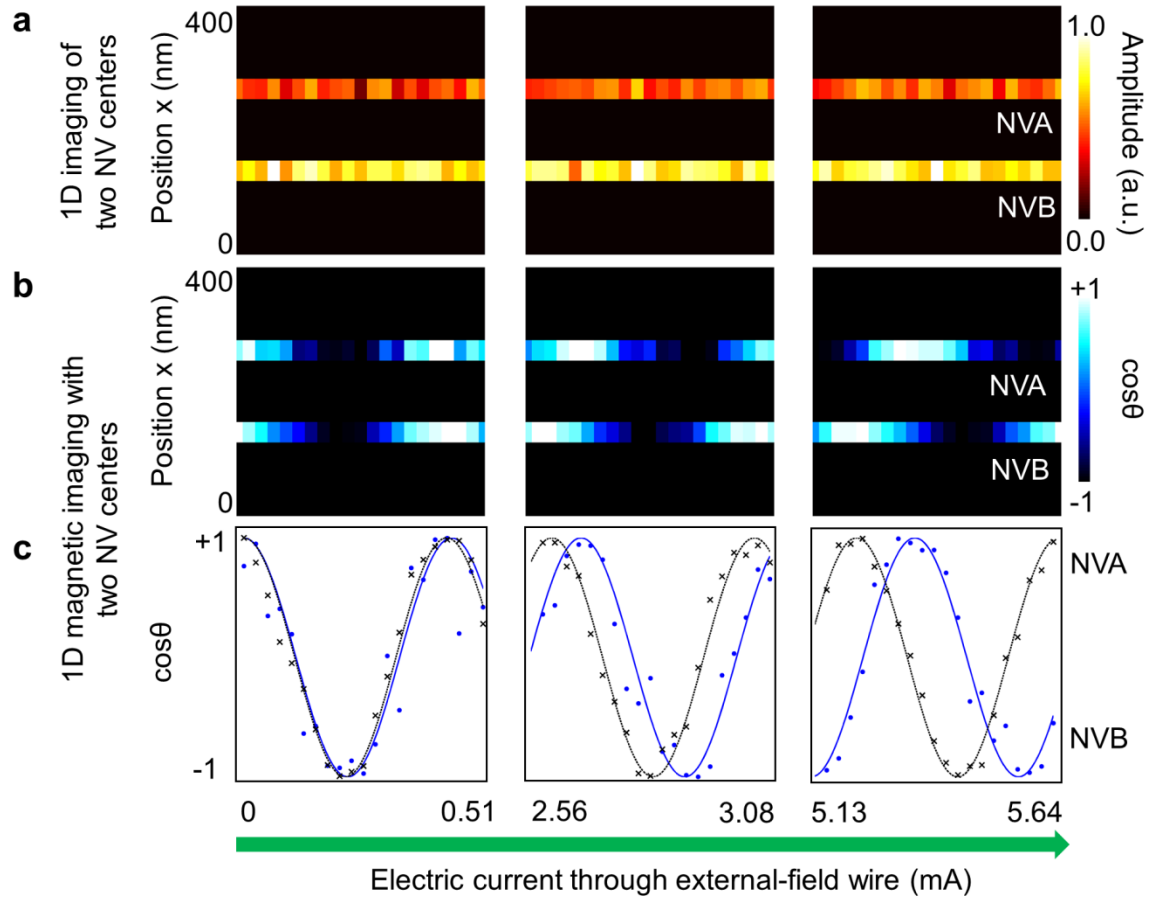 a
1D imaging of
two NV centers
Position x (nm)
400
0
NVA
NVB
1.0
0.0
Amplitude (a.u.)
b
1D magnetic imaging with
two NV centers
Position x (nm)
400
0
NVA
NVB
+1
-1
cosθ
c
cosθ
+1
-1
NVA
NVB
0 0.51 2.56 3.08 5.13 5.64
Electric current through external-field wire (mA)